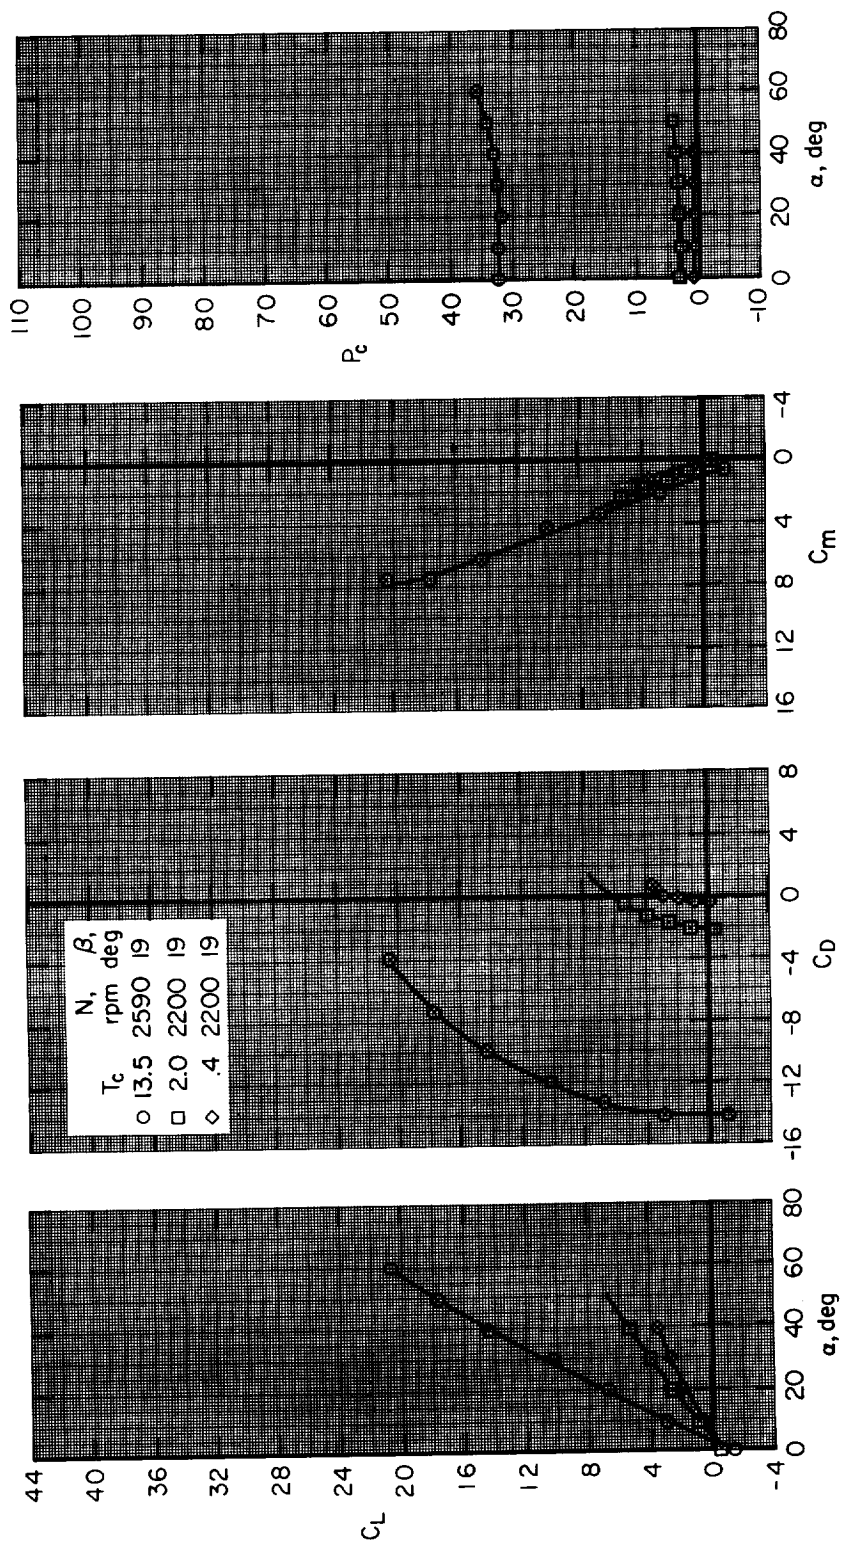 T_c N, rpm β, deg
○ 13.5 2590 19
□ 2.0 2200 19
◇ .4 2200 19
C_L
44
40
36
32
28
24
20
16
12
8
4
0
-4
0 20 40 60 80
α, deg
-16 -12 -8 -4 0 4 8
C_D
16 12 8 4 0 -4
C_m
P_c
110
100
90
80
70
60
50
40
30
20
10
0
-10
0 20 40 60 80
α, deg